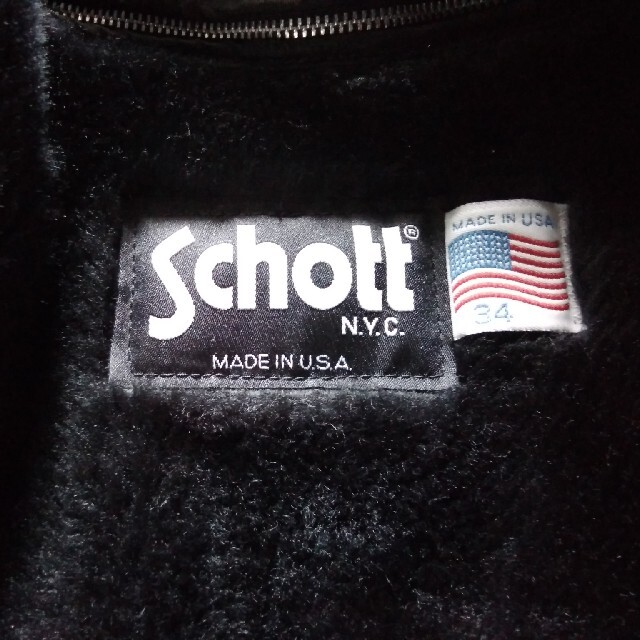 Schott®
N.Y.C.
MADE IN U.S.A.
MADE IN USA
34